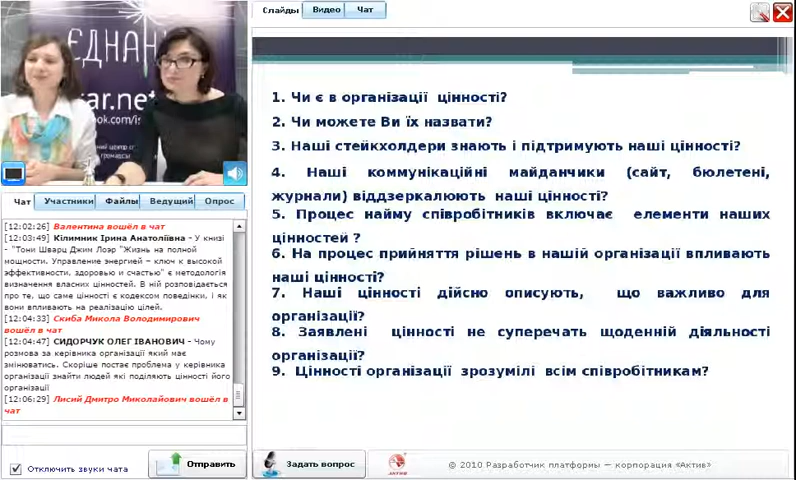 ЄДНАН
ar.net
ook.com/is
Слайды Видео Чат
1. Чи є в організації цінності?
2. Чи можете Ви їх назвати?
3. Наші стейкхолдери знають і підтримують наші цінності?
4. Наші комунікаційні майданчики (сайт, бюлетені,
журнали) віддзеркалюють наші цінності?
5. Процес найму співробітників включає елементи наших
цінностей ?
6. На процес прийняття рішень в нашій організації впливають
наші цінності?
7. Наші цінності дійсно описують, що важливо для
організації?
8. Заявлені цінності не суперечать щоденній діяльності
організації?
9. Цінності організації зрозумілі всім співробітникам?
Чат Участники Файлы Ведущий Опрос
[12:02:26] Валентина вошёл в чат
[12:03:49] Кілимник Ірина Анатоліївна - У книзі
- "Тони Шварц Джим Лоэр "Жизнь на полной
мощности. Управление энергией – ключ к высокой
эффективности, здоровью и счастью" є методологія
визначення власних цінностей. В ній розповідається
про те, що саме цінності є кодексом поведінки, і як
вони впливають на реалізацію цілей.
[12:04:33] Скиба Микола Володимирович
вошёл в чат
[12:04:47] СИДОРЧУК ОЛЕГ ІВАНОВИЧ - Чому
розмова за керівника організації який має
змінюватись. Скоріше постає проблема у керівника
організації знайти людей які поділяють цінності його
організації
[12:06:29] Лисий Дмитро Миколайович вошёл в
чат
Отключить звуки чата
Отправить
Задать вопрос
АКТИВ
© 2010 Разработчик платформы — корпорация «Актив»